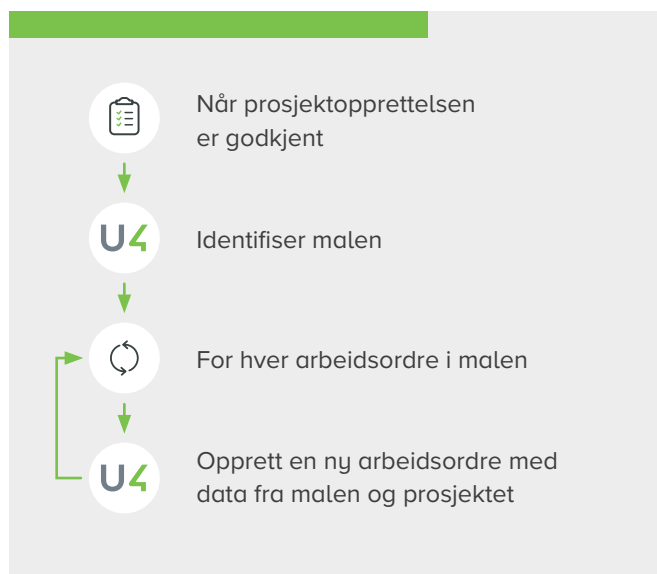 Når prosjektopprettelsen
er godkjent
U4
Identifiser malen
For hver arbeidsordre i malen
U4
Opprett en ny arbeidsordre med
data fra malen og prosjektet